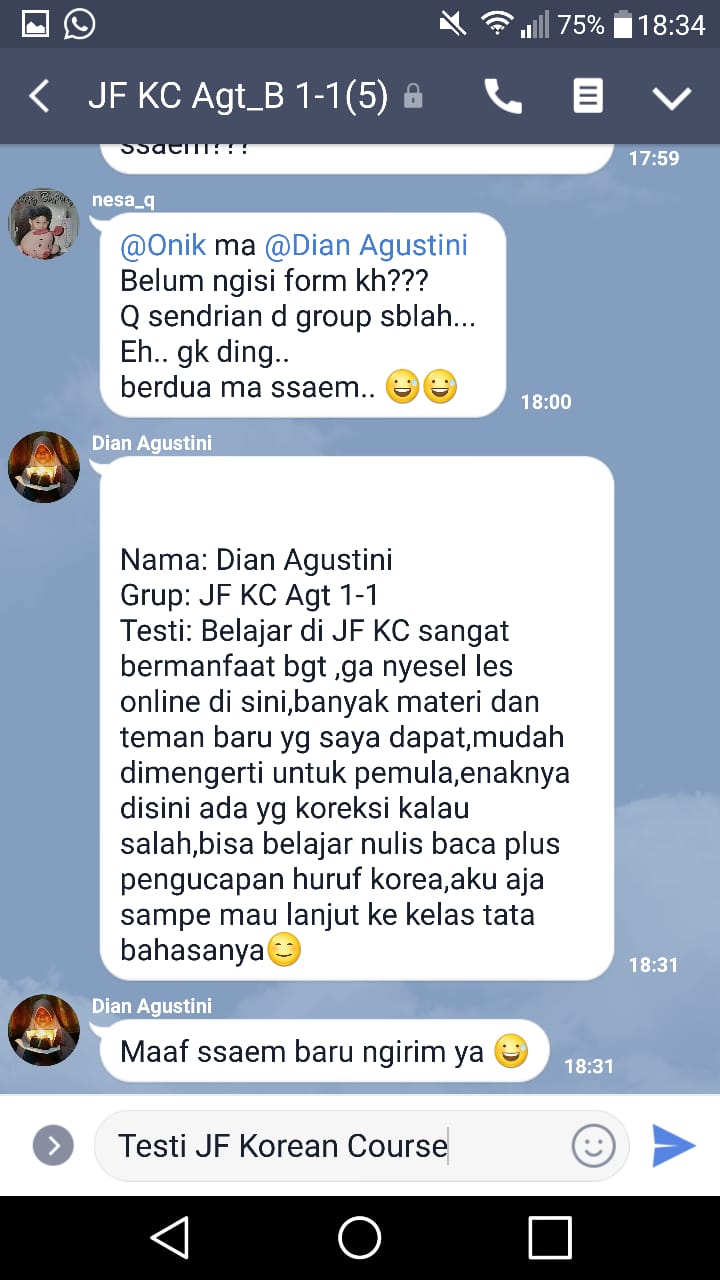 75% 18:34
JF KC Agt_B 1-1(5)
ssaem???
17:59
nesa_q
@Onik ma @Dian Agustini
Belum ngisi form kh???
Q sendrian d group sblah...
Eh.. gk ding..
berdua ma ssaem.. 😅😅
18:00
Dian Agustini
Nama: Dian Agustini
Grup: JF KC Agt 1-1
Testi: Belajar di JF KC sangat
bermanfaat bgt ,ga nyesel les
online di sini,banyak materi dan
teman baru yg saya dapat,mudah
dimengerti untuk pemula,enaknya
disini ada yg koreksi kalau
salah,bisa belajar nulis baca plus
pengucapan huruf korea,aku aja
sampe mau lanjut ke kelas tata
bahasanya😊
18:31
Dian Agustini
Maaf ssaem baru ngirim ya 😅
18:31
Testi JF Korean Course